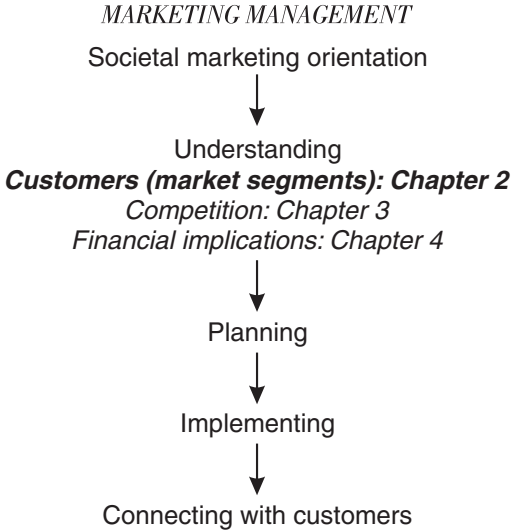 MARKETING MANAGEMENT
Societal marketing orientation
Understanding
Customers (market segments): Chapter 2
Competition: Chapter 3
Financial implications: Chapter 4
Planning
Implementing
Connecting with customers